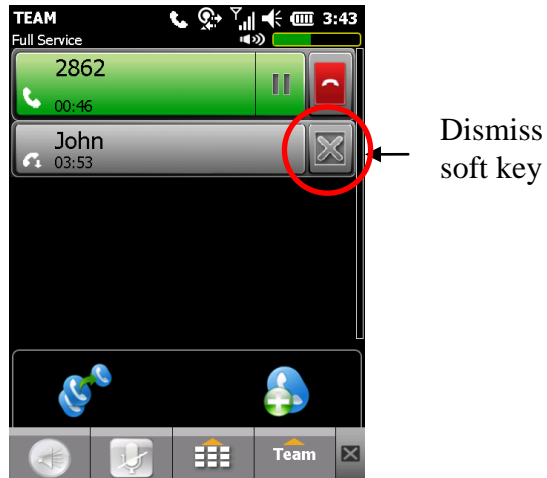 TEAM 3:43
Full Service
2862
00:46
John
03:53
Dismiss
soft key
Team